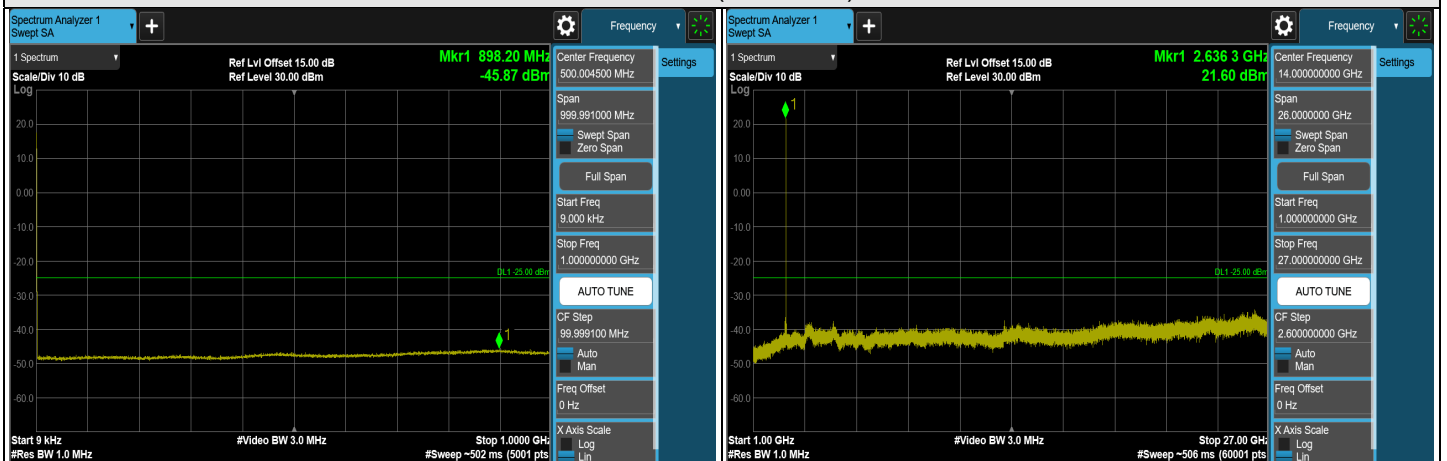 Spectrum Analyzer 1
Swept SA
+
Frequency
1 Spectrum
Scale/Div 10 dB
Log
Ref Lvl Offset 15.00 dB
Ref Level 30.00 dBm
Mkr1 898.20 MHz
-45.87 dBm
20.0
10.0
0.00
-10.0
-20.0
-30.0
-40.0
-50.0
-60.0
DL1 -25.00 dBm
1
Start 9 kHz
#Res BW 1.0 MHz
#Video BW 3.0 MHz
Stop 1.0000 GHz
#Sweep ~502 ms (5001 pts
Center Frequency
500.004500 MHz
Settings
Span
999.991000 MHz
Swept Span
Zero Span
Full Span
Start Freq
9.000 kHz
Stop Freq
1.000000000 GHz
AUTO TUNE
CF Step
99.999100 MHz
Auto
Man
Freq Offset
0 Hz
X Axis Scale
Log
Lin
Spectrum Analyzer 1
Swept SA
+
Frequency
1 Spectrum
Scale/Div 10 dB
Log
Ref Lvl Offset 15.00 dB
Ref Level 30.00 dBm
Mkr1 2.636 3 GHz
21.60 dBm
1
20.0
10.0
0.00
-10.0
-20.0
-30.0
-40.0
-50.0
-60.0
DL1 -25.00 dBm
Start 1.00 GHz
#Res BW 1.0 MHz
#Video BW 3.0 MHz
Stop 27.00 GHz
#Sweep ~506 ms (60001 pts
Center Frequency
14.000000000 GHz
Settings
Span
26.0000000 GHz
Swept Span
Zero Span
Full Span
Start Freq
1.000000000 GHz
Stop Freq
27.000000000 GHz
AUTO TUNE
CF Step
2.600000000 GHz
Auto
Man
Freq Offset
0 Hz
X Axis Scale
Log
Lin